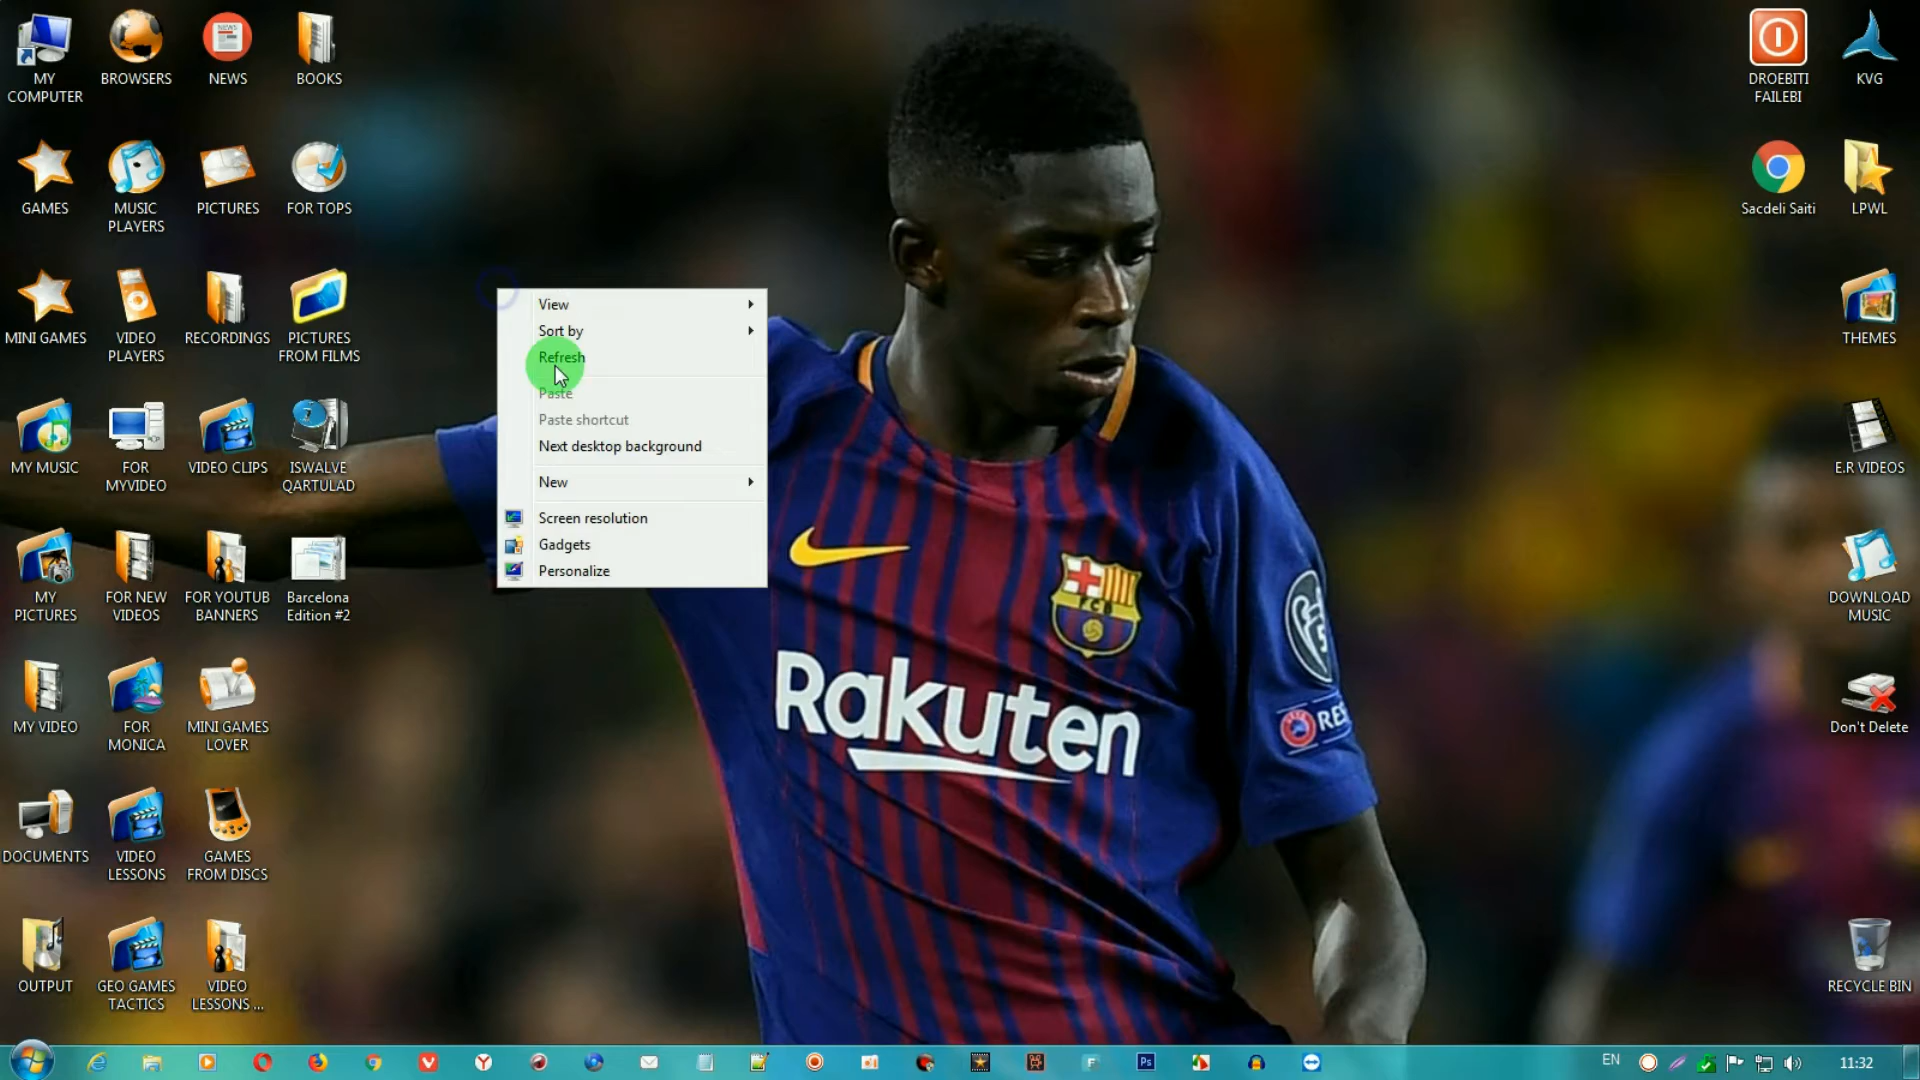 MY
COMPUTER
BROWSERS
NEWS
BOOKS
DROEBITI
FAILEBI
KVG
GAMES
MUSIC
PLAYERS
PICTURES
FOR TOPS
Sacdeli Saiti
LPWL
MINI GAMES
VIDEO
PLAYERS
RECORDINGS
PICTURES
FROM FILMS
THEMES
View
Sort by
Refresh
Paste
Paste shortcut
Next desktop background
New
Screen resolution
Gadgets
Personalize
MY MUSIC
FOR
MYVIDEO
VIDEO CLIPS
ISWALVE
QARTULAD
E.R VIDEOS
MY
PICTURES
FOR NEW
VIDEOS
FOR YOUTUB
BANNERS
Barcelona
Edition #2
DOWNLOAD
MUSIC
FCB
5
Rakuten
RES
MY VIDEO
FOR
MONICA
MINI GAMES
LOVER
Don't Delete
DOCUMENTS
VIDEO
LESSONS
GAMES
FROM DISCS
OUTPUT
GEO GAMES
TACTICS
VIDEO
LESSONS ...
RECYCLE BIN
Ps
EN
11:32